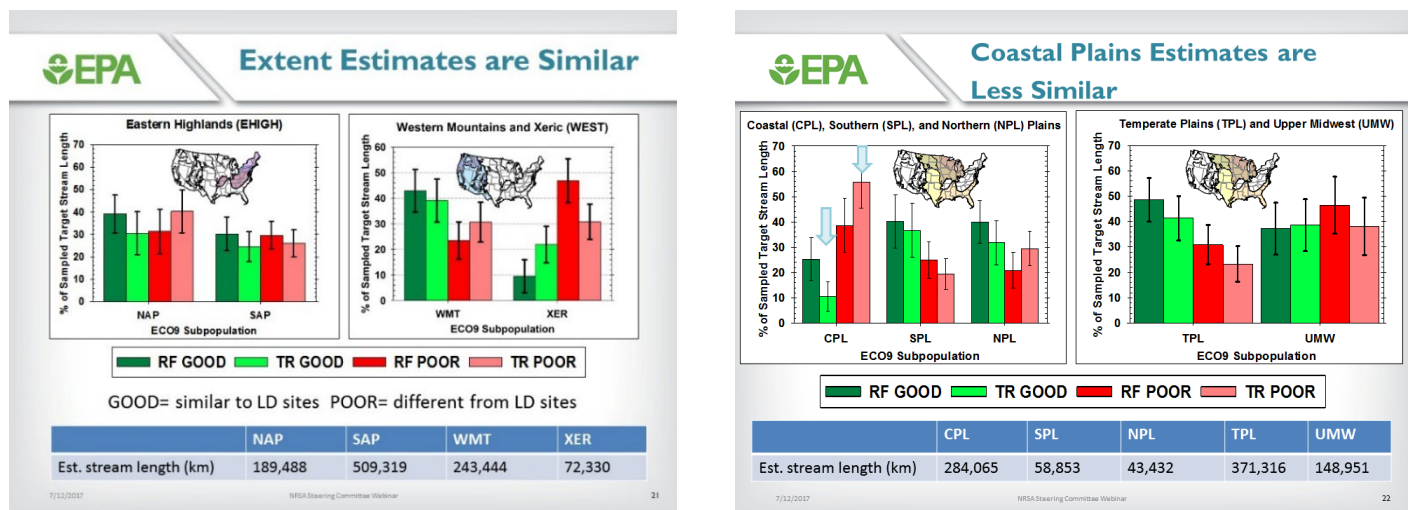 EPA
Extent Estimates are Similar
Eastern Highlands (EHIGH)
% of Sampled Target Stream Length
70
60
50
40
30
20
10
0
NAP SAP
ECO9 Subpopulation
Western Mountains and Xeric (WEST)
% of Sampled Target Stream Length
60
50
40
30
20
10
0
WMT XER
ECO9 Subpopulation
RF GOOD TR GOOD RF POOR TR POOR
GOOD= similar to LD sites POOR= different from LD sites
NAP SAP WMT XER
Est. stream length (km) 189,488 509,319 243,444 72,330
7/12/2017 NRSA Steering Committee Webinar 21
EPA
Coastal Plains Estimates are
Less Similar
Coastal (CPL), Southern (SPL), and Northern (NPL) Plains
% of Sampled Target Stream Length
70
60
50
40
30
20
10
0
CPL SPL NPL
ECO9 Subpopulation
Temperate Plains (TPL) and Upper Midwest (UMW)
% of Sampled Target Stream Length
70
60
50
40
30
20
10
0
TPL UMW
ECO9 Subpopulation
RF GOOD TR GOOD RF POOR TR POOR
CPL SPL NPL TPL UMW
Est. stream length (km) 284,065 58,853 43,432 371,316 148,951
7/12/2017 NRSA Steering Committee Webinar 22